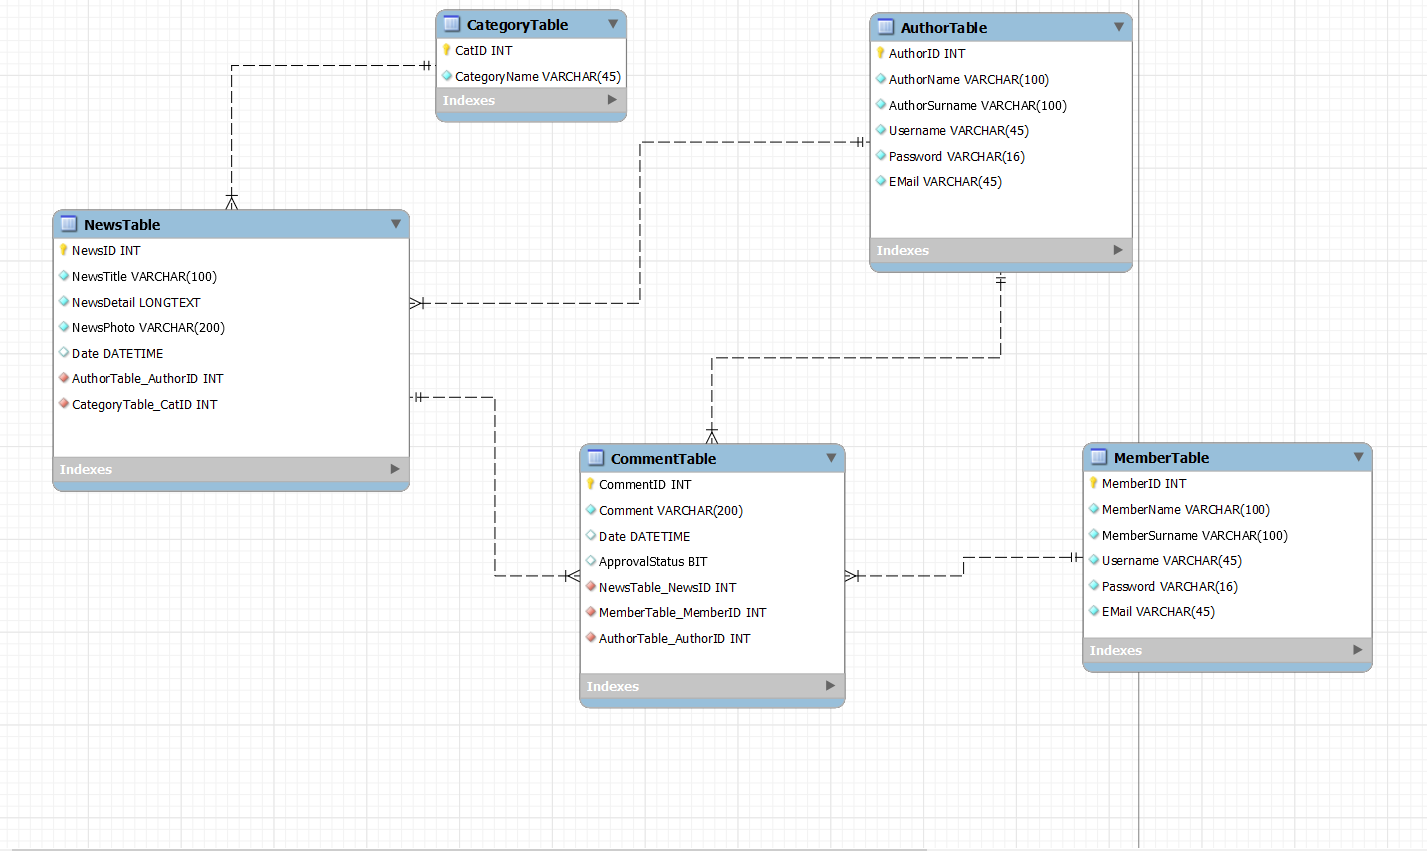 CategoryTable
CatID INT
CategoryName VARCHAR(45)
Indexes
AuthorTable
AuthorID INT
AuthorName VARCHAR(100)
AuthorSurname VARCHAR(100)
Username VARCHAR(45)
Password VARCHAR(16)
EMail VARCHAR(45)
Indexes
NewsTable
NewsID INT
NewsTitle VARCHAR(100)
NewsDetail LONGTEXT
NewsPhoto VARCHAR(200)
Date DATETIME
AuthorTable_AuthorID INT
CategoryTable_CatID INT
Indexes
CommentTable
CommentID INT
Comment VARCHAR(200)
Date DATETIME
ApprovalStatus BIT
NewsTable_NewsID INT
MemberTable_MemberID INT
AuthorTable_AuthorID INT
Indexes
MemberTable
MemberID INT
MemberName VARCHAR(100)
MemberSurname VARCHAR(100)
Username VARCHAR(45)
Password VARCHAR(16)
EMail VARCHAR(45)
Indexes